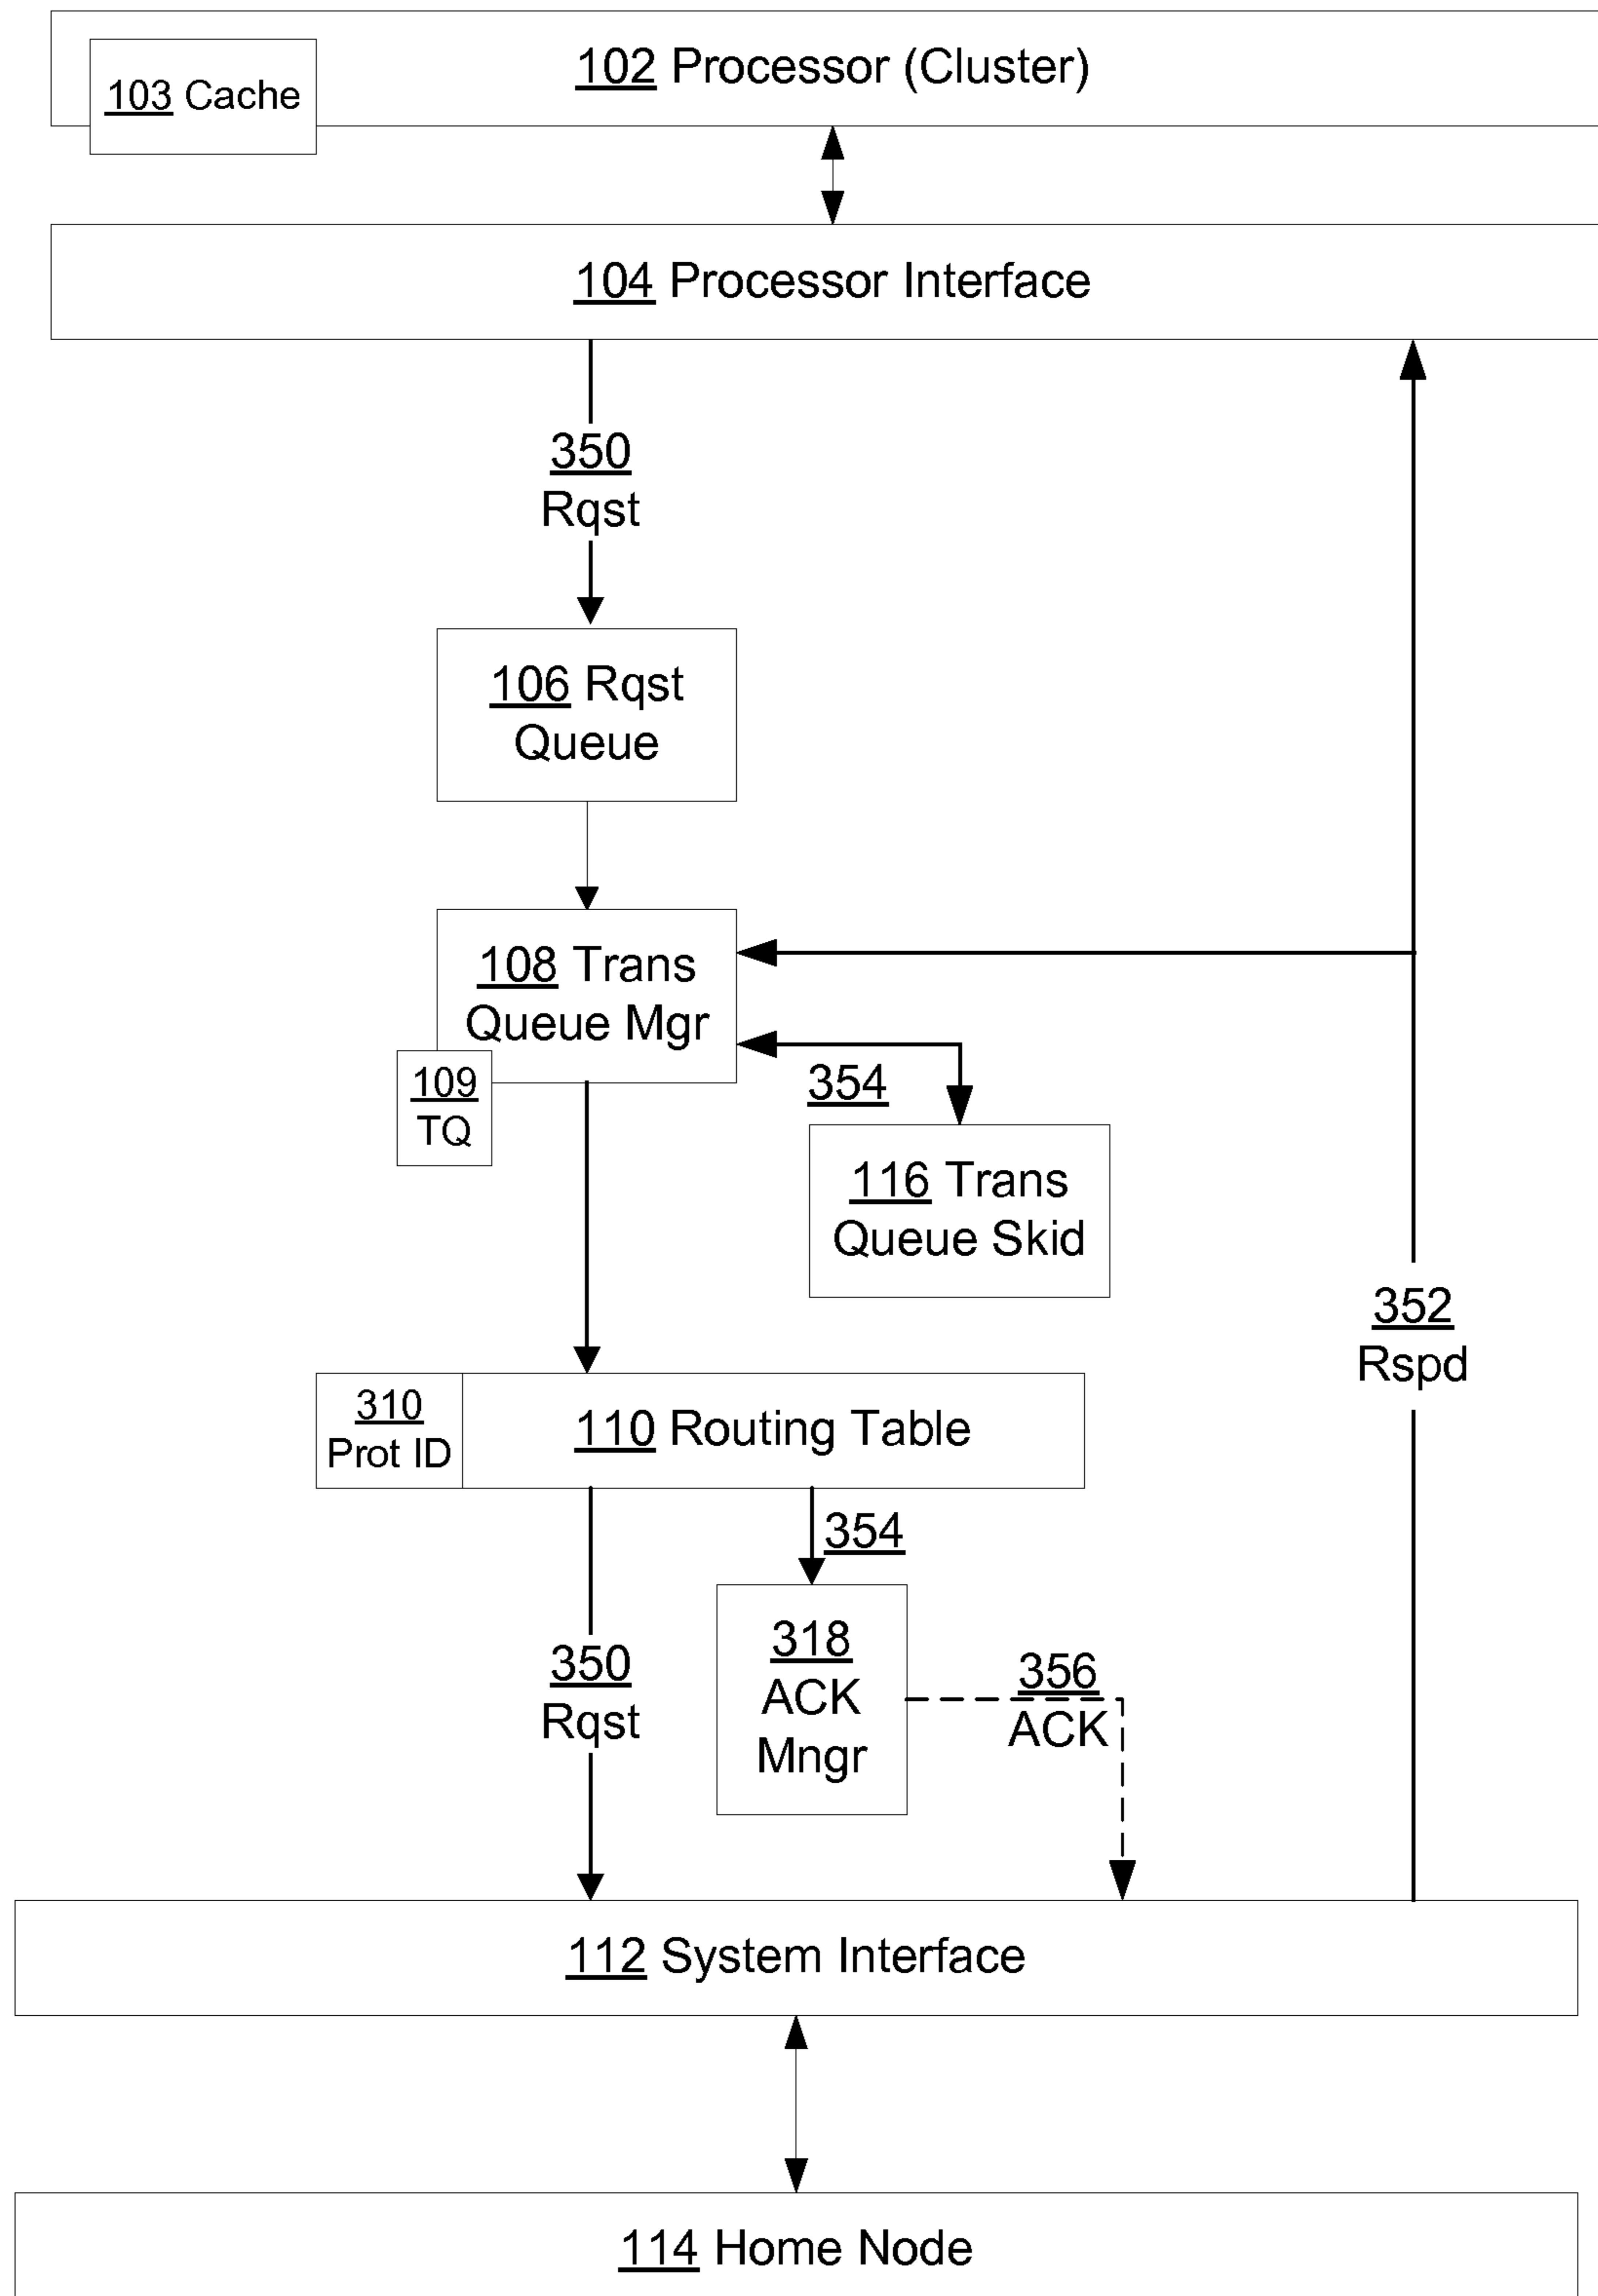 102 Processor (Cluster)
103 Cache
104 Processor Interface
350
Rqst
106 Rqst
Queue
108 Trans
Queue Mgr
109
TQ
354
116 Trans
Queue Skid
352
Rspd
310
Prot ID
110 Routing Table
354
350
Rqst
318
ACK
Mngr
356
ACK
112 System Interface
114 Home Node